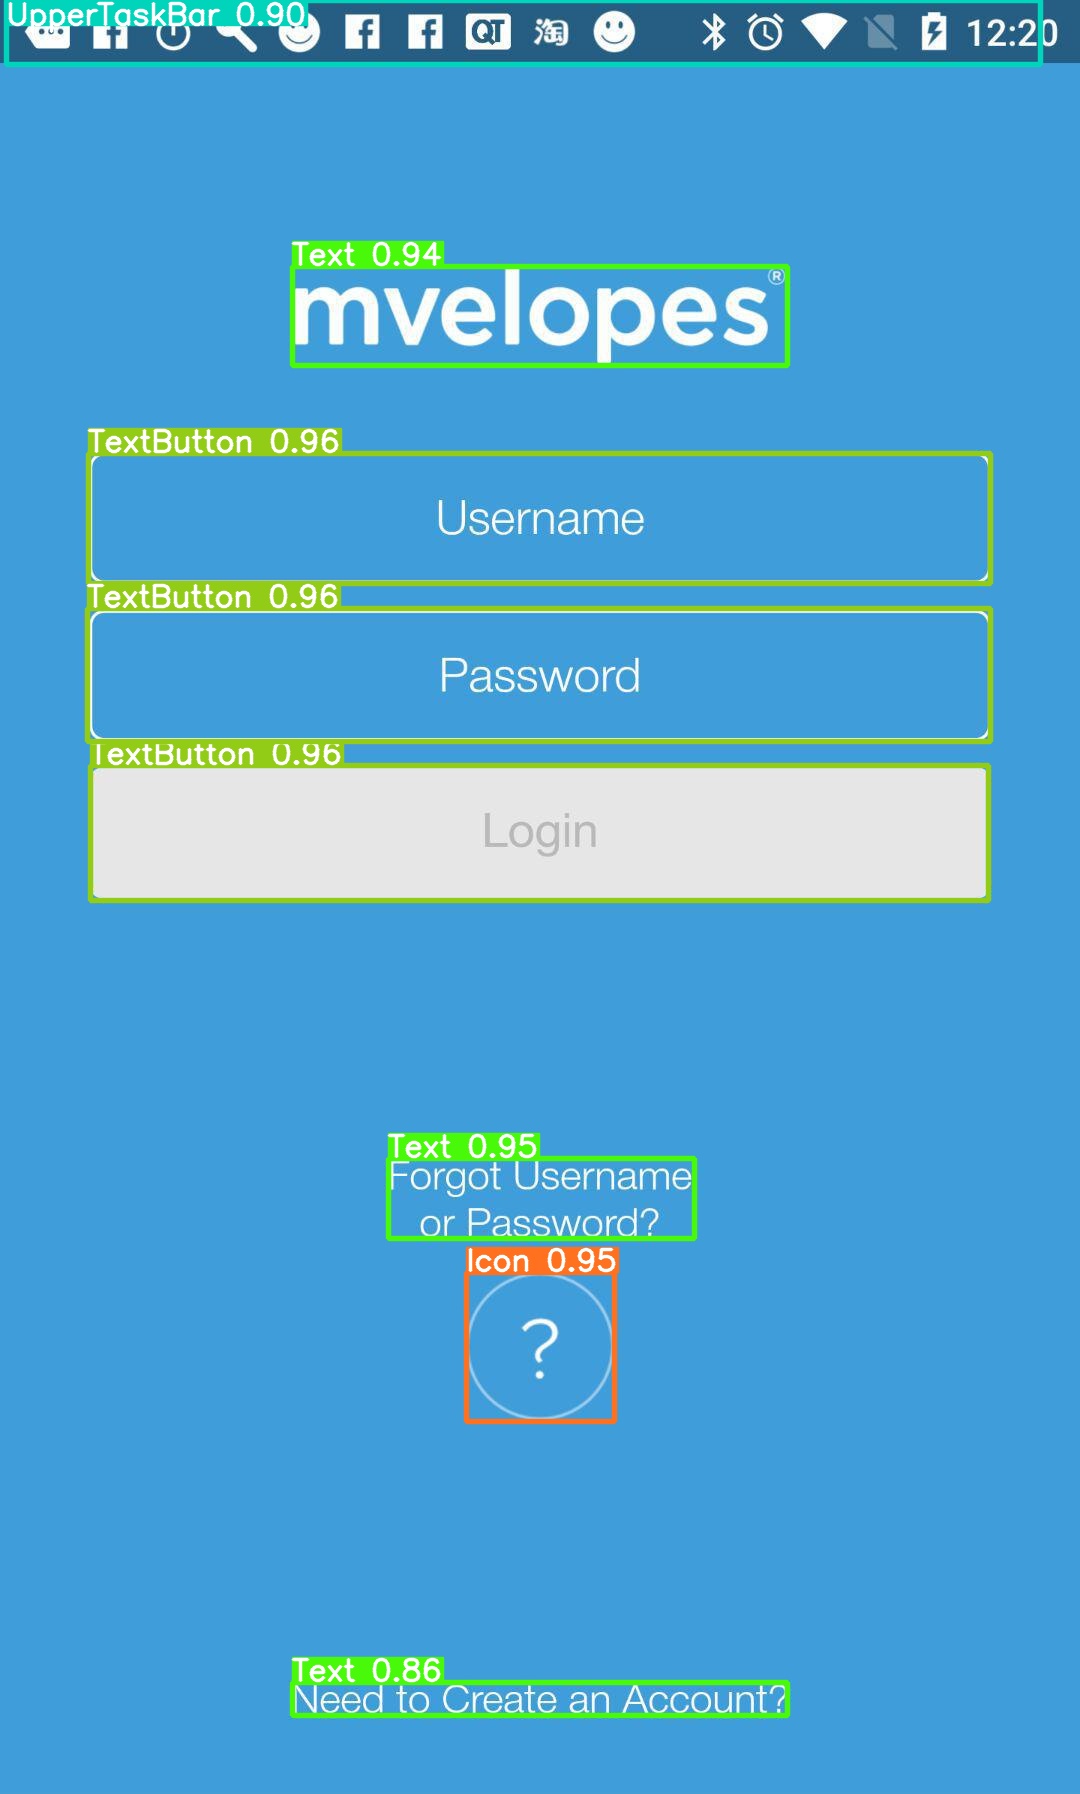 UpperTaskBar 0.90
QT 淘 12:20
Text 0.94
mvelopes®
TextButton 0.96
Username
TextButton 0.96
Password
TextButton 0.96
Login
Text 0.95
Forgot Username
or Password?
Icon 0.95
?
Text 0.86
Need to Create an Account?